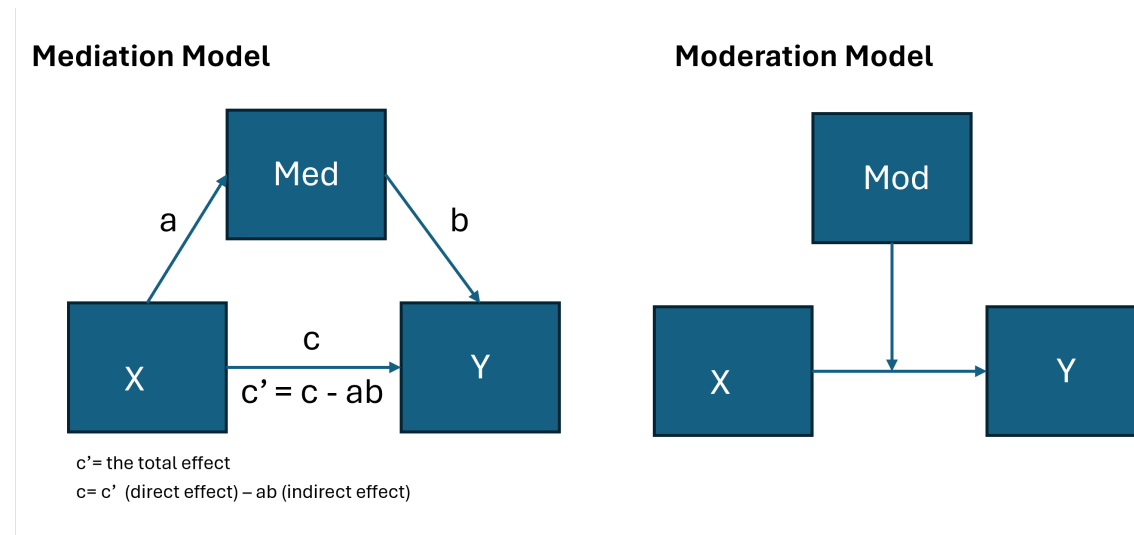 Mediation Model
Med
a
b
X
c
c’ = c - ab
Y
c’= the total effect
c= c’  (direct effect) – ab (indirect effect)
Moderation Model
Mod
X
Y